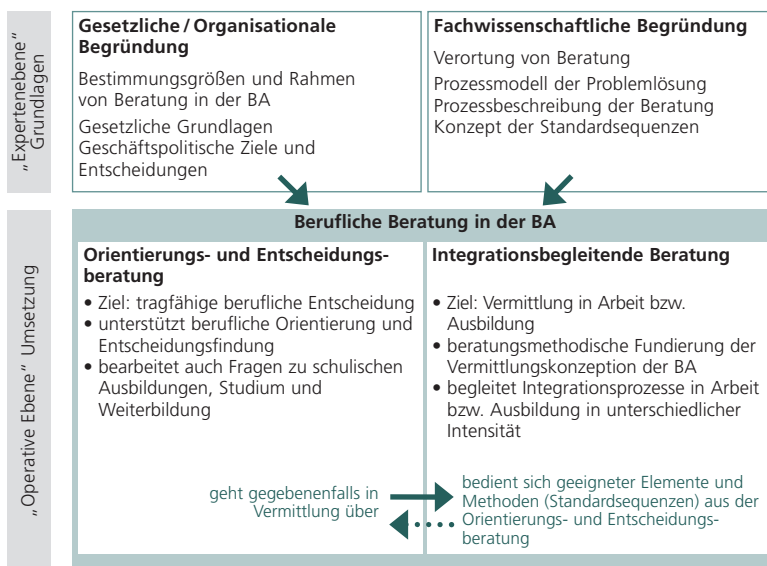 „Expertenebene“
Grundlagen
Gesetzliche / Organisationale
Begründung
Bestimmungsgrößen und Rahmen
von Beratung in der BA
Gesetzliche Grundlagen
Geschäftspolitische Ziele und
Entscheidungen
Fachwissenschaftliche Begründung
Verortung von Beratung
Prozessmodell der Problemlösung
Prozessbeschreibung der Beratung
Konzept der Standardsequenzen
„Operative Ebene“ Umsetzung
Berufliche Beratung in der BA
Orientierungs- und Entscheidungs-
beratung
• Ziel: tragfähige berufliche Entscheidung
• unterstützt berufliche Orientierung und
Entscheidungsfindung
• bearbeitet auch Fragen zu schulischen
Ausbildungen, Studium und
Weiterbildung
geht gegebenenfalls in
Vermittlung über
Integrationsbegleitende Beratung
• Ziel: Vermittlung in Arbeit bzw.
Ausbildung
• beratungsmethodische Fundierung der
Vermittlungskonzeption der BA
• begleitet Integrationsprozesse in Arbeit
bzw. Ausbildung in unterschiedlicher
Intensität
bedient sich geeigneter Elemente und
Methoden (Standardsequenzen) aus der
Orientierungs- und Entscheidungs-
beratung